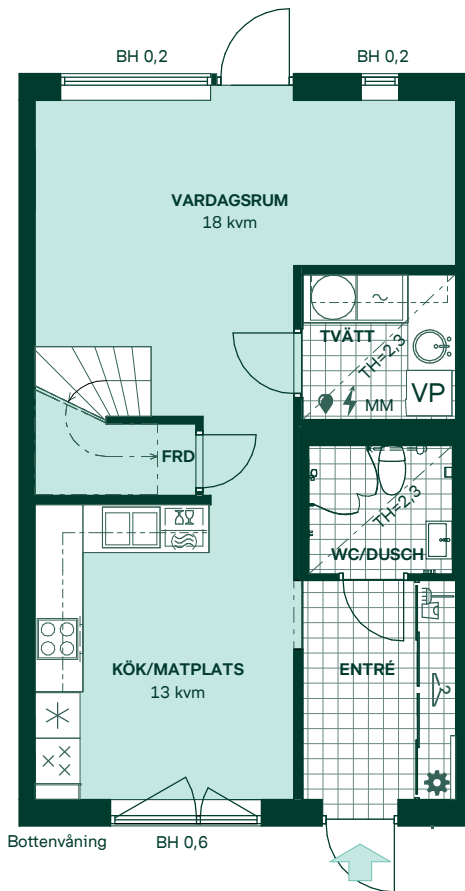 BH 0,2
BH 0,2
VARDAGSRUM
18 kvm
TVÄTT
TH=2,3
VP
MM
FRD
TH=2,3
WC/DUSCH
KÖK/MATPLATS
13 kvm
ENTRÉ
Bottenvåning
BH 0,6